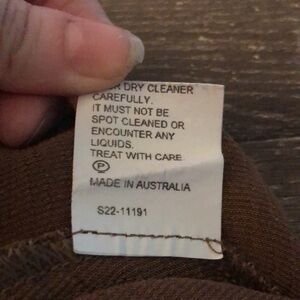 DRY CLEANER
CAREFULLY.
IT MUST NOT BE
SPOT CLEANED OR
ENCOUNTER ANY
LIQUIDS.
TREAT WITH CARE
P
MADE IN AUSTRALIA
S22-11191